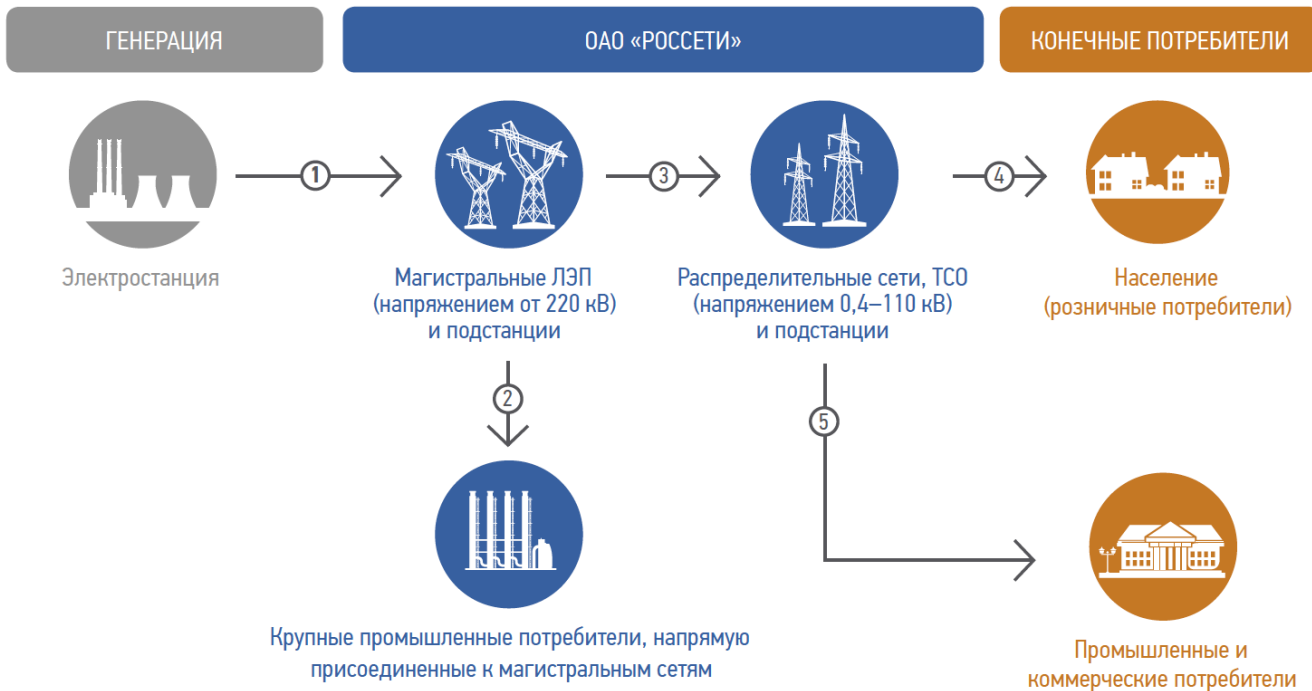 ГЕНЕРАЦИЯ
ОАО «РОССЕТИ»
КОНЕЧНЫЕ ПОТРЕБИТЕЛИ
1
3
4
Электростанция
Магистральные ЛЭП
(напряжением от 220 кВ)
и подстанции
Распределительные сети, ТСО
(напряжением 0,4–110 кВ)
и подстанции
Население
(розничные потребители)
2
5
Крупные промышленные потребители, напрямую
присоединенные к магистральным сетям
Промышленные и
коммерческие потребители